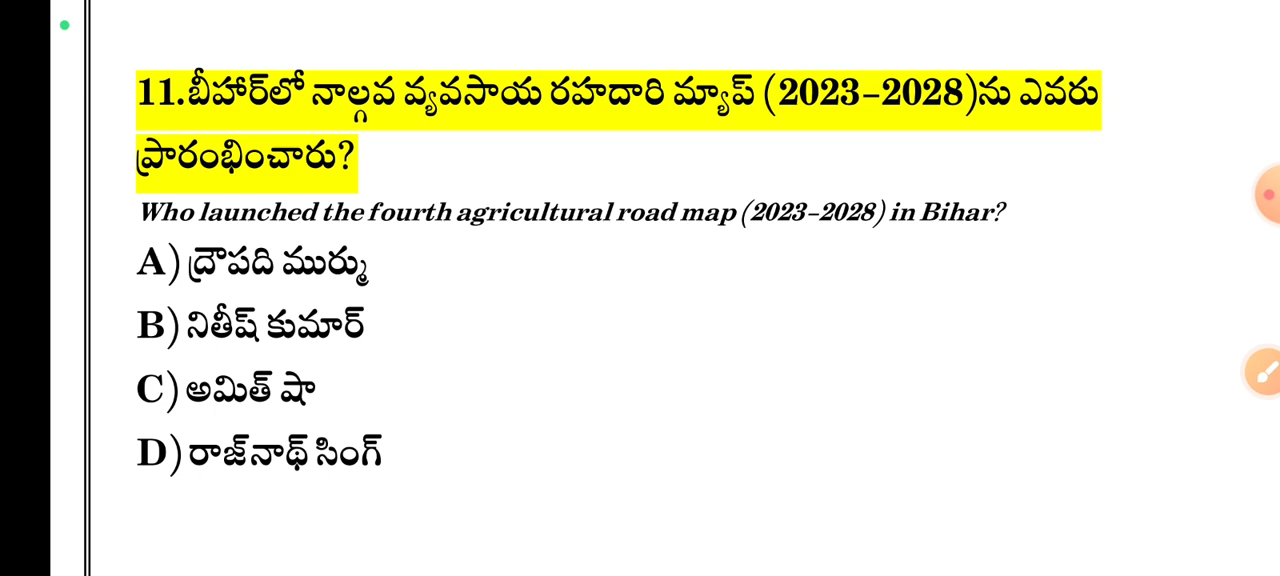 11.బీహార్‌లో నాల్గవ వ్యవసాయ రహదారి మ్యాప్ (2023-2028)ను ఎవరు
ప్రారంభించారు?
Who launched the fourth agricultural road map (2023-2028) in Bihar?
A) ద్రౌపది ముర్ము
B) నితీష్ కుమార్
C) అమిత్ షా
D) రాజ్‌నాథ్ సింగ్